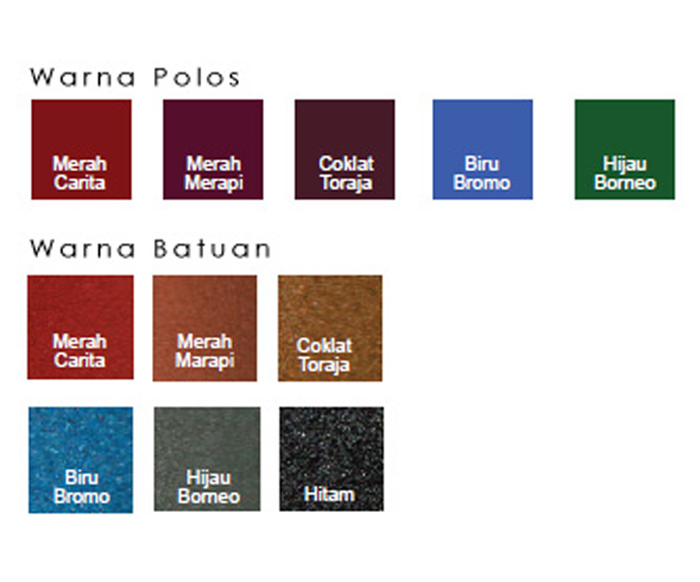 Warna Polos
Merah
Carita
Merah
Merapi
Coklat
Toraja
Biru
Bromo
Hijau
Borneo
Warna Batuan
Merah
Carita
Merah
Marapi
Coklat
Toraja
Biru
Bromo
Hijau
Borneo
Hitam